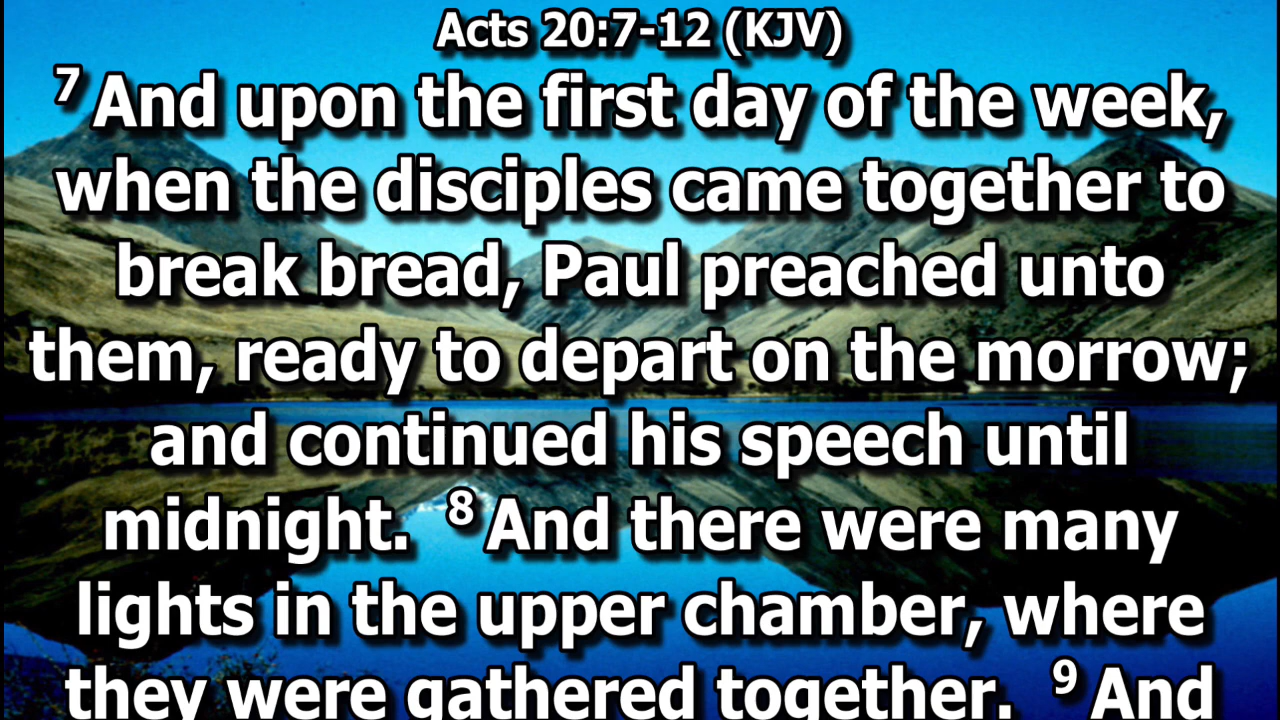 Acts 20:7-12 (KJV)
7 And upon the first day of the week,
when the disciples came together to
break bread, Paul preached unto
them, ready to depart on the morrow;
and continued his speech until
midnight. 8 And there were many
lights in the upper chamber, where
they were gathered together. 9 And